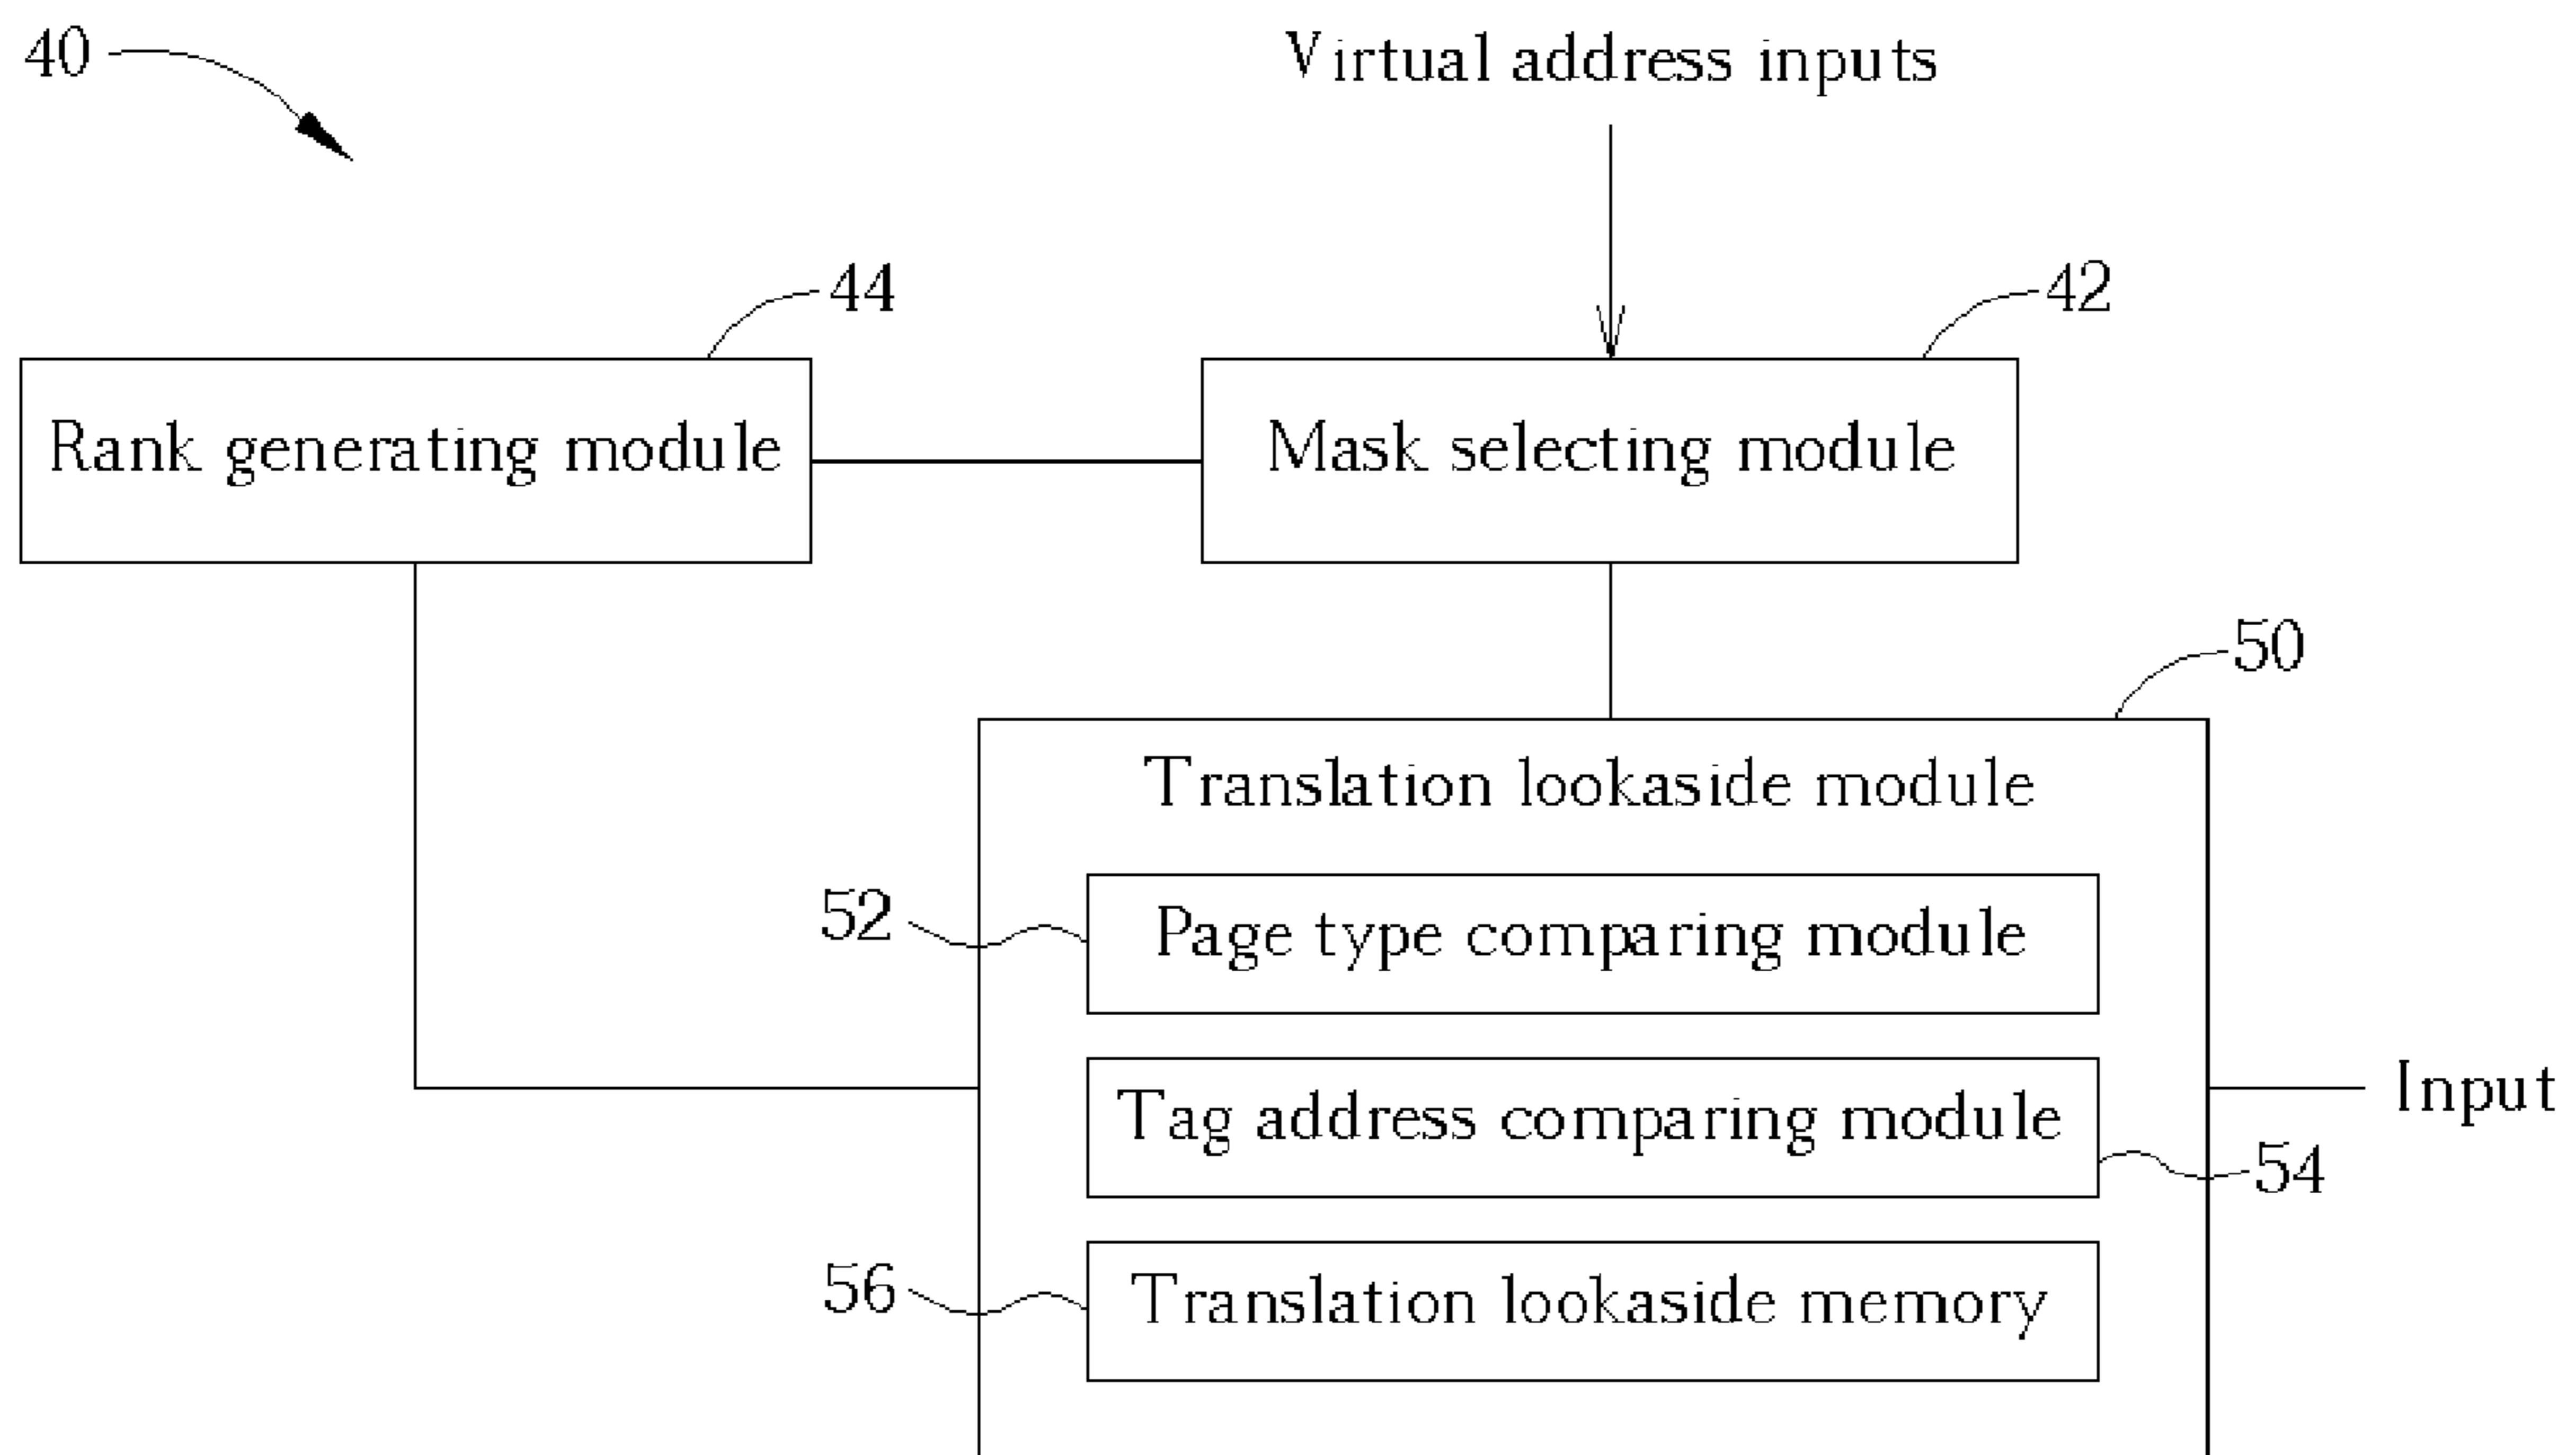 40
Virtual address inputs
44
42
Rank generating module
Mask selecting module
50
Translation lookaside module
52
Page type comparing module
Tag address comparing module
Input
54
56
Translation lookaside memory